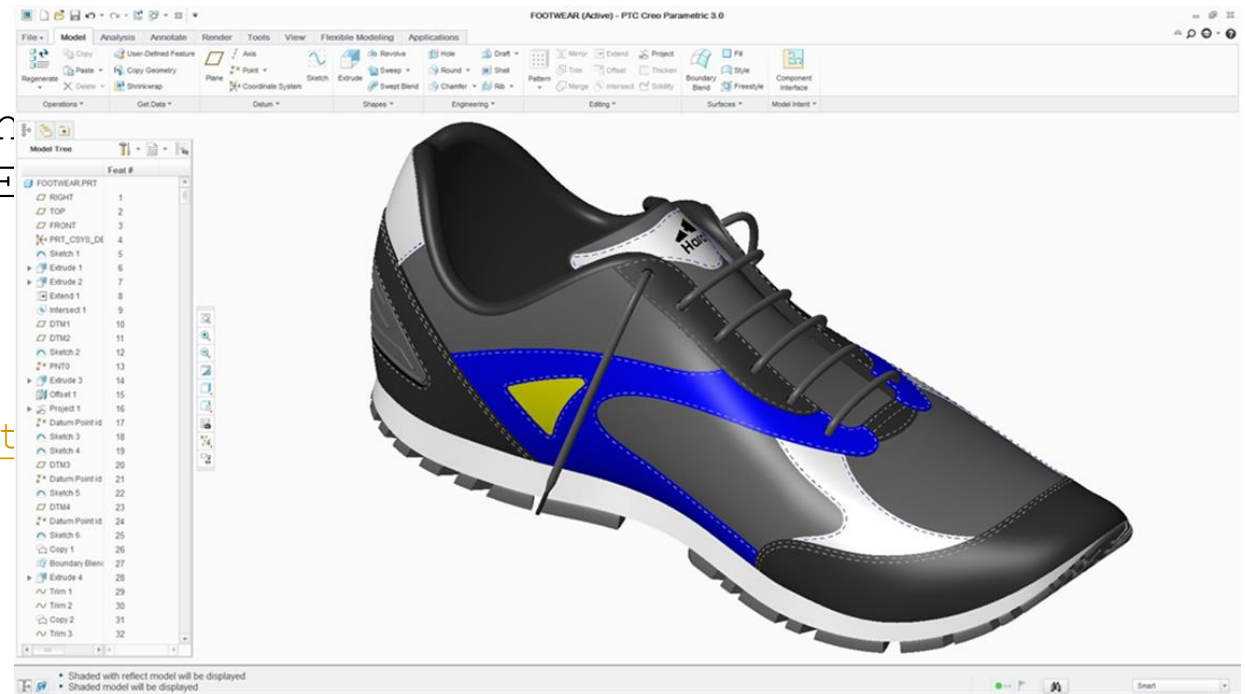 FOOTWEAR (Active) - PTC Creo Parametric 3.0
File Model Analysis Annotate Render Tools View Flexible Modeling Applications
Copy User-Defined Feature Axis Revolve Hole Draft Mirror Extend Project Fill
Regenerate Paste Copy Geometry Plane Point Sketch Extrude Sweep Round Shell Pattern Trim Offset Thicken Boundary Blend Style Component Interface
Delete Shrinkwrap Coordinate System Swept Blend Chamfer Rib Merge Intersect Solidify Freestyle
Operations Get Data Datum Shapes Engineering Editing Surfaces Model Intent
Model Tree
Feat #
FOOTWEAR.PRT
RIGHT 1
TOP 2
FRONT 3
PRT_CSYS_DE 4
Sketch 1 5
Extrude 1 6
Extrude 2 7
Extend 1 8
Intersect 1 9
DTM1 10
DTM2 11
Sketch 2 12
PNT0 13
Extrude 3 14
Offset 1 15
Project 1 16
Datum Point id 17
Sketch 3 18
Sketch 4 19
DTM3 20
Datum Point id 21
Sketch 5 22
DTM4 23
Datum Point id 24
Sketch 6 25
Copy 1 26
Boundary Blend 27
Extrude 4 28
Trim 1 29
Trim 2 30
Copy 2 31
Trim 3 32
Shaded with reflect model will be displayed
Shaded model will be displayed
Smart